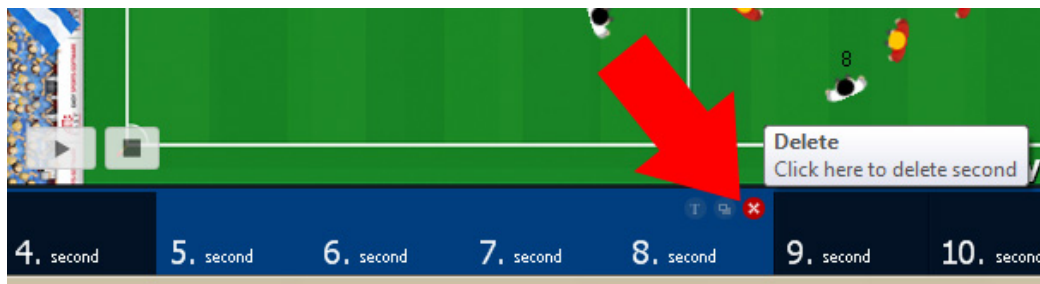 8
Delete
Click here to delete second
T
4. second 5. second 6. second 7. second 8. second 9. second 10. second